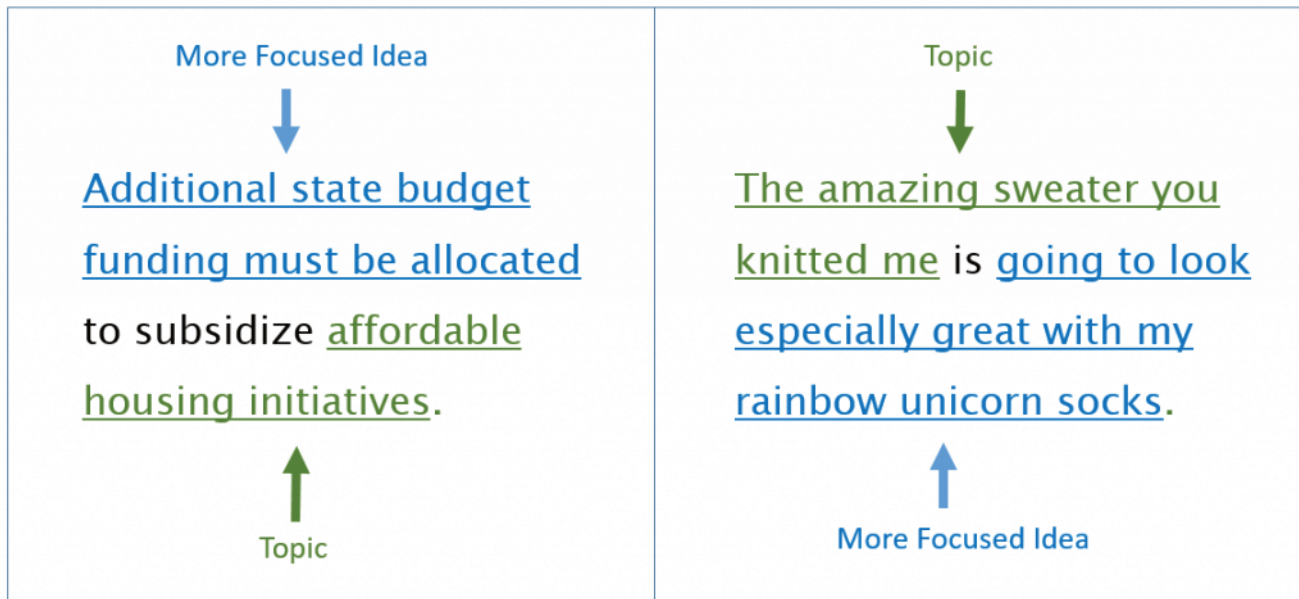 More Focused Idea
Additional state budget
funding must be allocated
to subsidize affordable
housing initiatives.
Topic
Topic
The amazing sweater you
knitted me is going to look
especially great with my
rainbow unicorn socks.
More Focused Idea